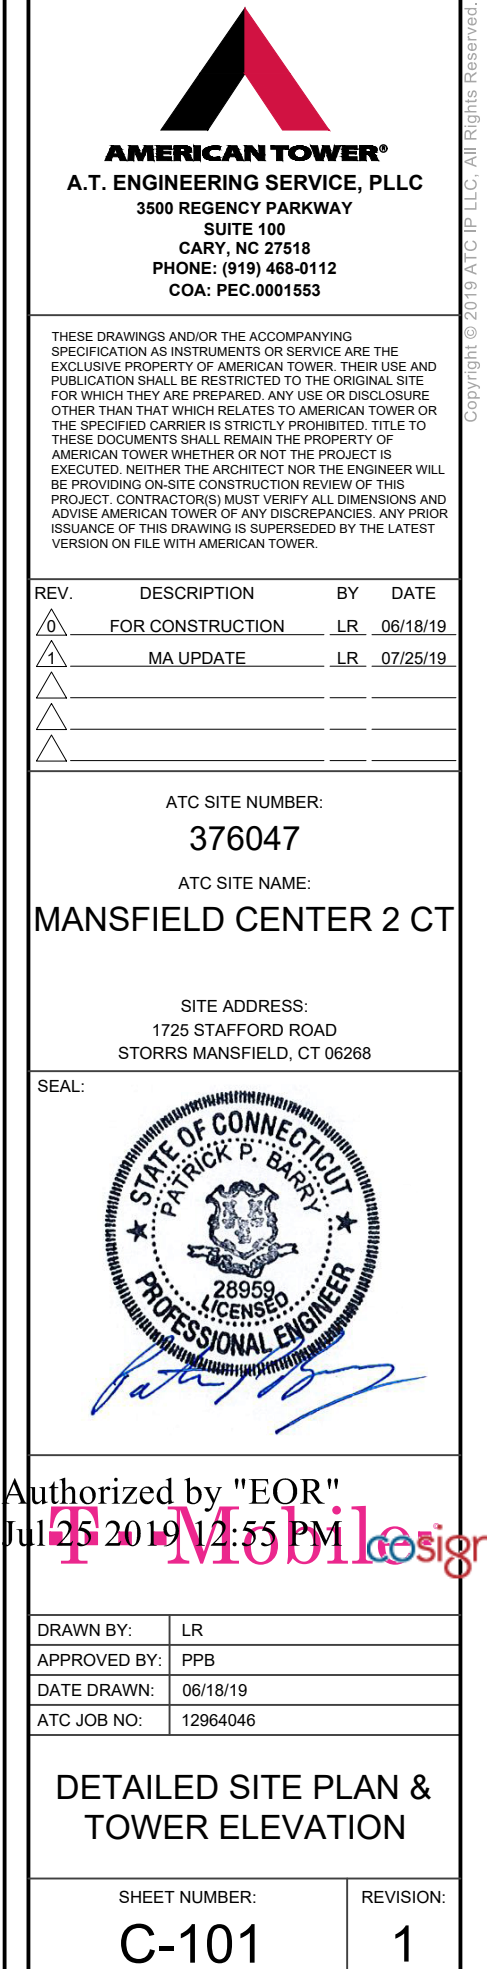 AMERICAN TOWER®
A.T. ENGINEERING SERVICE, PLLC
3500 REGENCY PARKWAY
SUITE 100
CARY, NC 27518
PHONE: (919) 468-0112
COA: PEC.0001553
Copyright © 2019 ATC IP LLC, All Rights Reserved.
THESE DRAWINGS AND/OR THE ACCOMPANYING
SPECIFICATION AS INSTRUMENTS OR SERVICE ARE THE
EXCLUSIVE PROPERTY OF AMERICAN TOWER. THEIR USE AND
PUBLICATION SHALL BE RESTRICTED TO THE ORIGINAL SITE
FOR WHICH THEY ARE PREPARED. ANY USE OR DISCLOSURE
OTHER THAN THAT WHICH RELATES TO AMERICAN TOWER OR
THE SPECIFIED CARRIER IS STRICTLY PROHIBITED. TITLE TO
THESE DOCUMENTS SHALL REMAIN THE PROPERTY OF
AMERICAN TOWER WHETHER OR NOT THE PROJECT IS
EXECUTED. NEITHER THE ARCHITECT NOR THE ENGINEER WILL
BE PROVIDING ON-SITE CONSTRUCTION REVIEW OF THIS
PROJECT. CONTRACTOR(S) MUST VERIFY ALL DIMENSIONS AND
ADVISE AMERICAN TOWER OF ANY DISCREPANCIES. ANY PRIOR
ISSUANCE OF THIS DRAWING IS SUPERSEDED BY THE LATEST
VERSION ON FILE WITH AMERICAN TOWER.
REV. DESCRIPTION BY DATE
0 FOR CONSTRUCTION LR 06/18/19
1 MA UPDATE LR 07/25/19
ATC SITE NUMBER:
376047
ATC SITE NAME:
MANSFIELD CENTER 2 CT
SITE ADDRESS:
1725 STAFFORD ROAD
STORRS MANSFIELD, CT 06268
SEAL:
STATE OF CONNECTICUT
PATRICK P. BARRY
28959
LICENSED
PROFESSIONAL ENGINEER
Authorized by "EOR"
Jul 25 2019 12:55 PM
T-Mobile
cosign
DRAWN BY: LR
APPROVED BY: PPB
DATE DRAWN: 06/18/19
ATC JOB NO: 12964046
DETAILED SITE PLAN &
TOWER ELEVATION
SHEET NUMBER: REVISION:
C-101 1